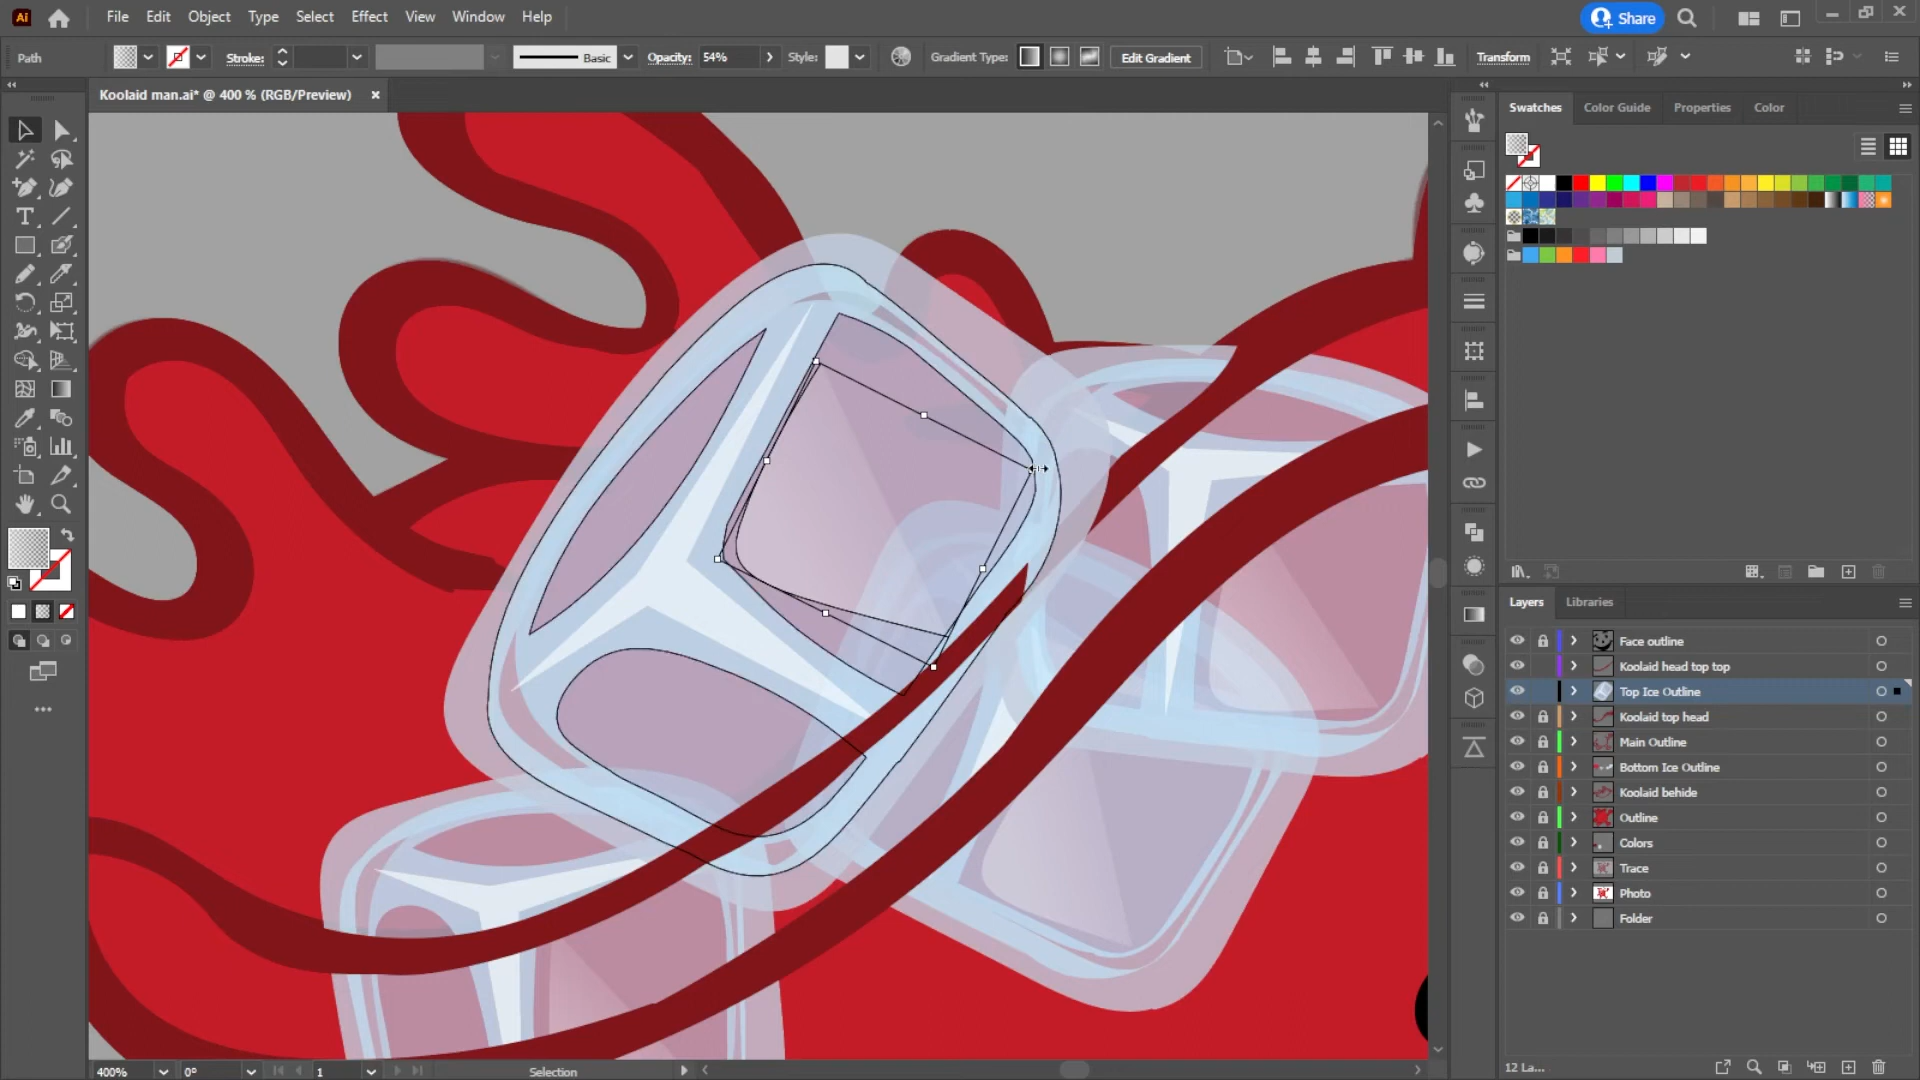 Ai File Edit Object Type Select Effect View Window Help Share
Path Stroke: Basic Opacity: 54% Style: Gradient Type: Edit Gradient Transform
Koolaid man.ai* @ 400 % (RGB/Preview) ×
Swatches Color Guide Properties Color
Layers Libraries
Face outline
Koolaid head top top
Top Ice Outline
Koolaid top head
Main Outline
Bottom Ice Outline
Koolaid behide
Outline
Colors
Trace
Photo
Folder
12 La...
400% 0° 1 Selection